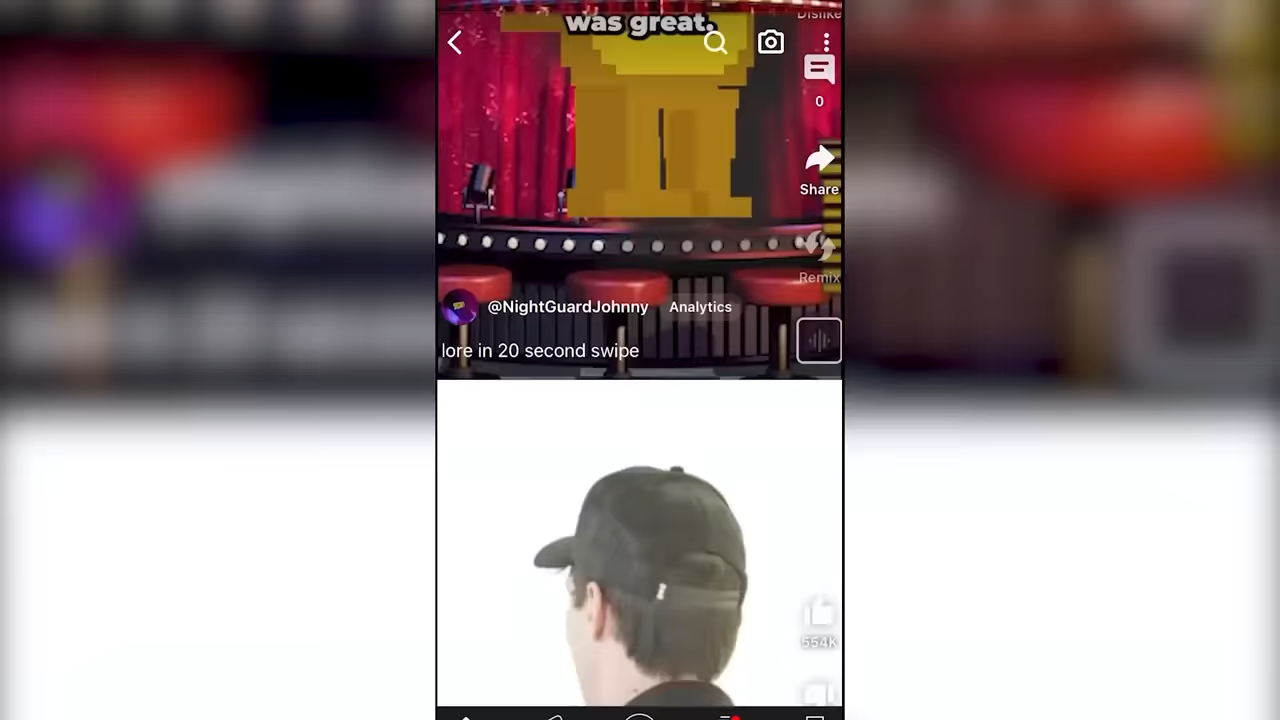 Dislike
was great.
0
Share
Remix
@NightGuardJohnny Analytics
lore in 20 second swipe
554K